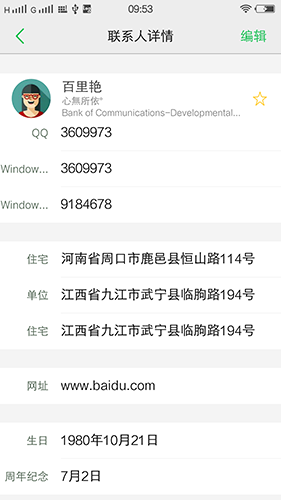 H G 09:53
联系人详情 编辑
百里艳
心無所依"
Bank of Communications-Developmental...
QQ 3609973
Window... 3609973
Window... 9184678
住宅 河南省周口市鹿邑县恒山路114号
单位 江西省九江市武宁县临朐路194号
住宅 江西省九江市武宁县临朐路194号
网址 www.baidu.com
生日 1980年10月21日
周年纪念 7月2日